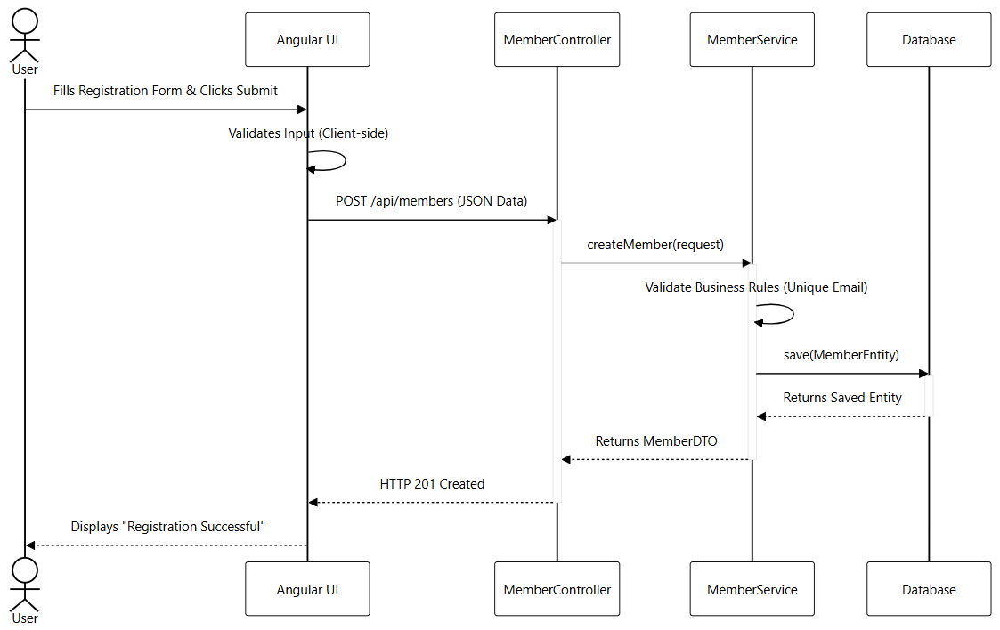 User
Angular UI
MemberController
MemberService
Database
Fills Registration Form & Clicks Submit
Validates Input (Client-side)
POST /api/members (JSON Data)
createMember(request)
Validate Business Rules (Unique Email)
save(MemberEntity)
Returns Saved Entity
Returns MemberDTO
HTTP 201 Created
Displays "Registration Successful"
User
Angular UI
MemberController
MemberService
Database